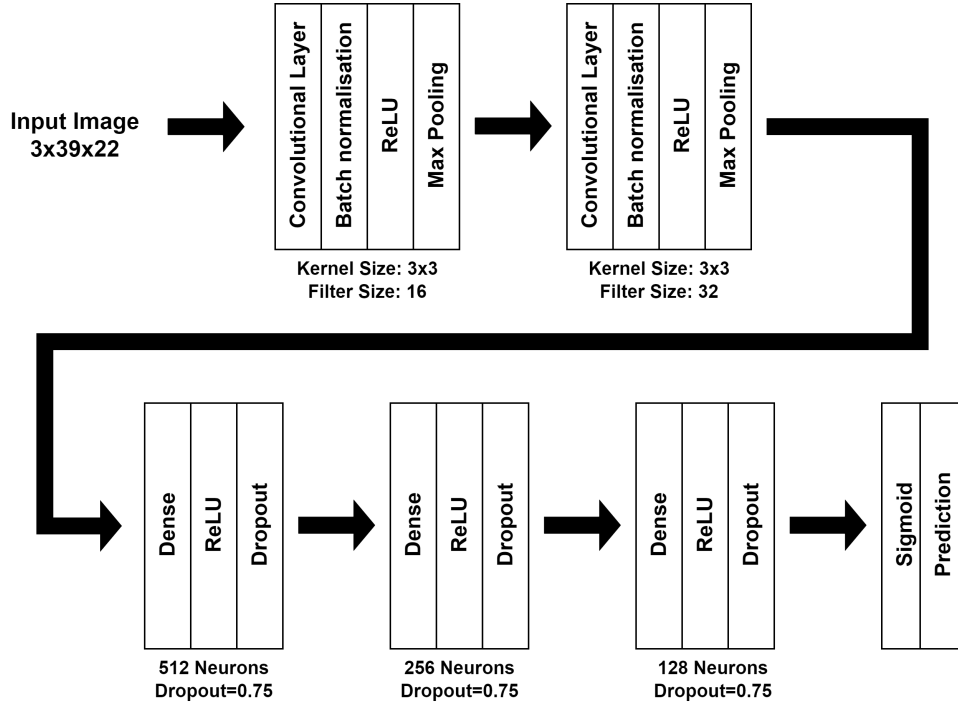 Input Image
3x39x22
Convolutional Layer
Batch normalisation
ReLU
Max Pooling
Kernel Size: 3x3
Filter Size: 16
Convolutional Layer
Batch normalisation
ReLU
Max Pooling
Kernel Size: 3x3
Filter Size: 32
Dense
ReLU
Dropout
512 Neurons
Dropout=0.75
Dense
ReLU
Dropout
256 Neurons
Dropout=0.75
Dense
ReLU
Dropout
128 Neurons
Dropout=0.75
Sigmoid
Prediction